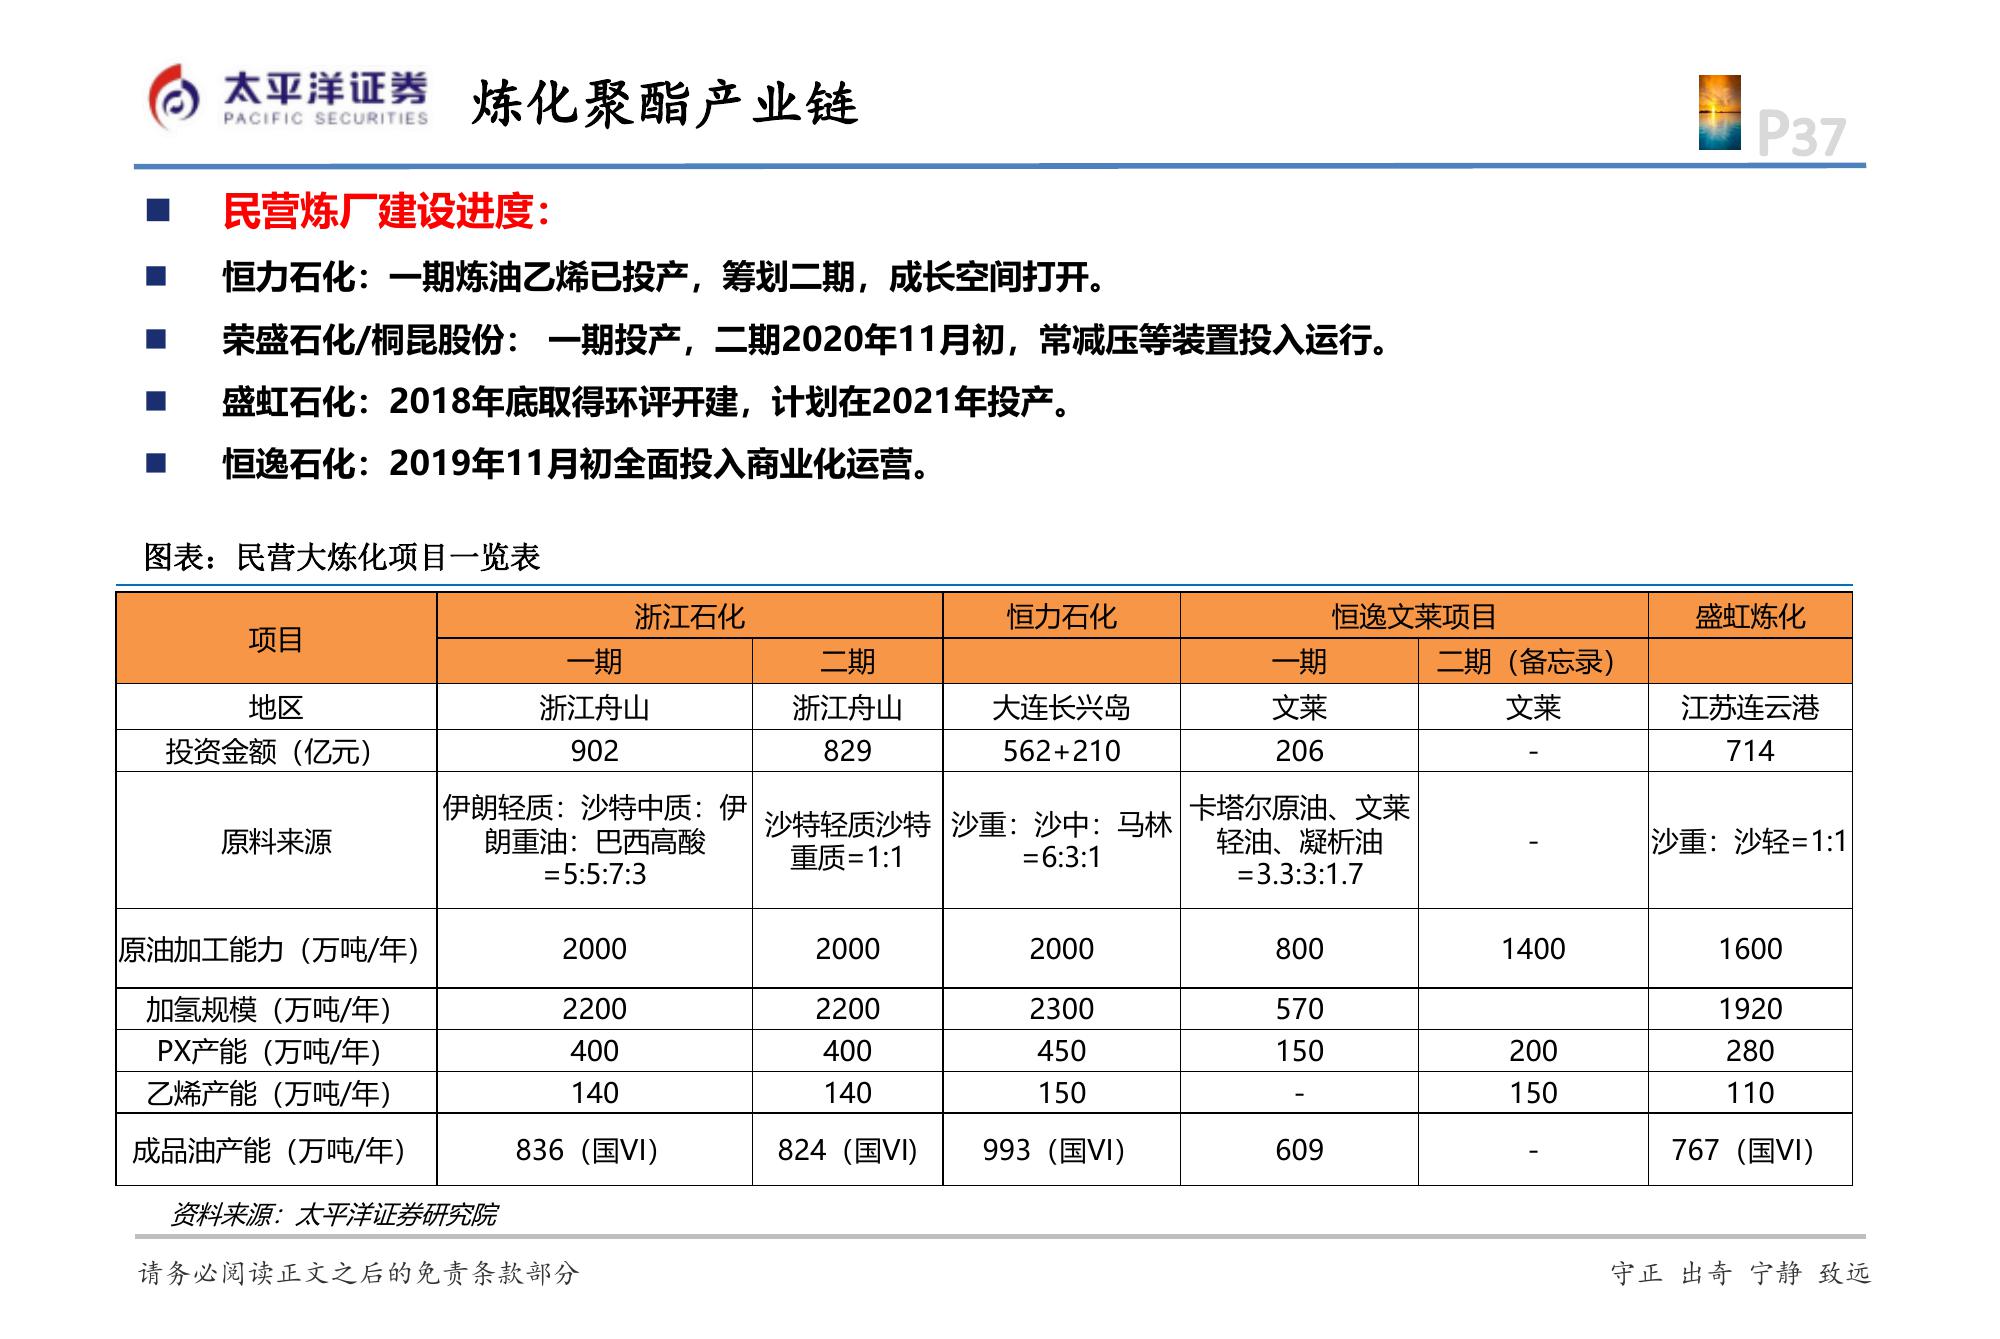 太平洋证券
PACIFIC SECURITIES
炼化聚酯产业链
P37
民营炼厂建设进度：
恒力石化：一期炼油乙烯已投产，筹划二期，成长空间打开。
荣盛石化/桐昆股份： 一期投产，二期2020年11月初，常减压等装置投入运行。
盛虹石化：2018年底取得环评开建，计划在2021年投产。
恒逸石化：2019年11月初全面投入商业化运营。
图表：民营大炼化项目一览表
项目 浙江石化 恒力石化 恒逸文莱项目 盛虹炼化
一期 二期 一期 二期（备忘录）
地区 浙江舟山 浙江舟山 大连长兴岛 文莱 文莱 江苏连云港
投资金额（亿元） 902 829 562+210 206 - 714
原料来源 伊朗轻质：沙特中质：伊朗重油：巴西高酸=5:5:7:3 沙特轻质沙特重质=1:1 沙重：沙中：马林=6:3:1 卡塔尔原油、文莱轻油、凝析油=3.3:3:1.7 - 沙重：沙轻=1:1
原油加工能力（万吨/年） 2000 2000 2000 800 1400 1600
加氢规模（万吨/年） 2200 2200 2300 570 1920
PX产能（万吨/年） 400 400 450 150 200 280
乙烯产能（万吨/年） 140 140 150 - 150 110
成品油产能（万吨/年） 836（国VI） 824（国VI) 993（国VI） 609 - 767（国VI）
资料来源：太平洋证券研究院
请务必阅读正文之后的免责条款部分
守正 出奇 宁静 致远